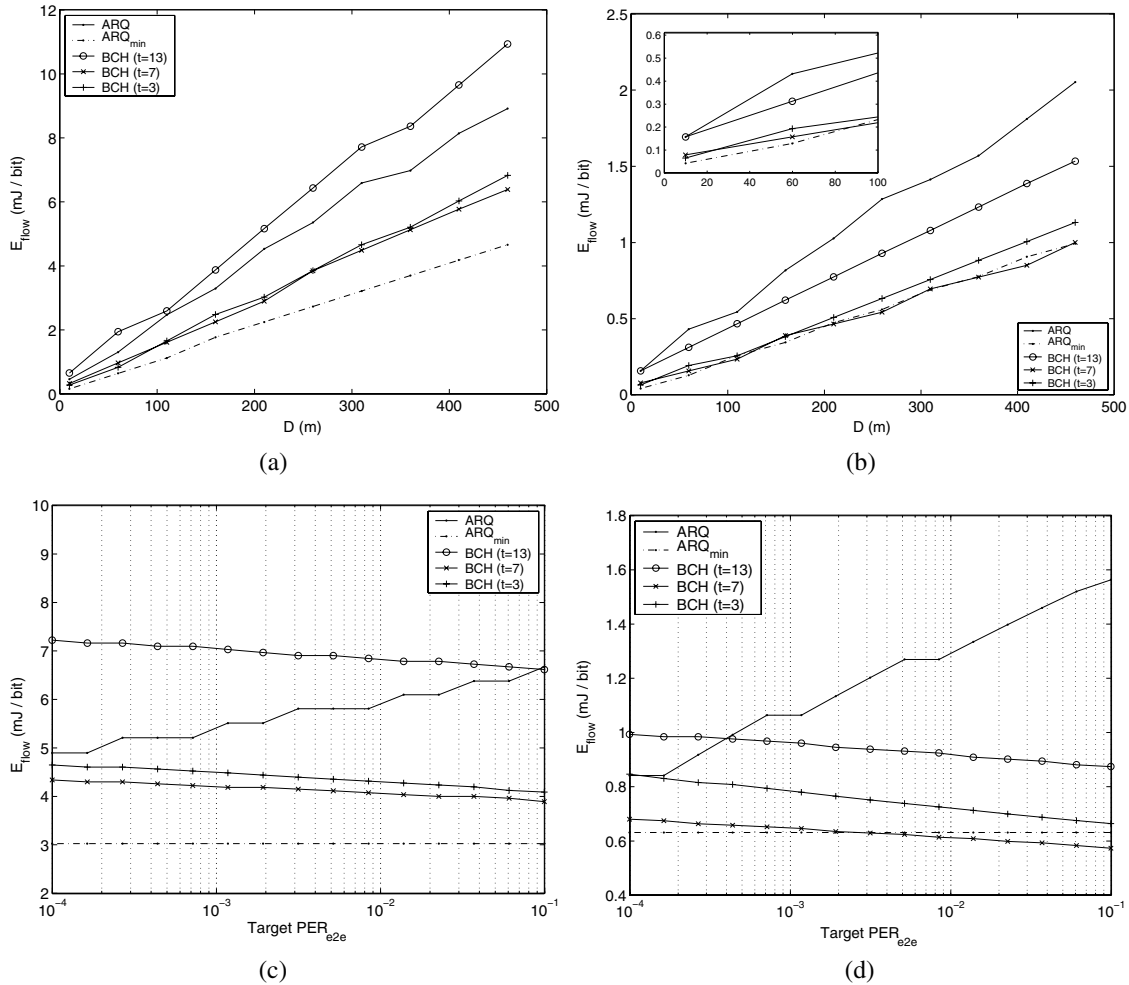 12
10
8
6
4
2
0
E_flow (mJ / bit)
ARQ
ARQ_min
BCH (t=13)
BCH (t=7)
BCH (t=3)
0 100 200 300 400 500
D (m)
(a)
2.5
2
1.5
1
0.5
0
E_flow (mJ / bit)
0.6
0.5
0.4
0.3
0.2
0.1
0
0 20 40 60 80 100
ARQ
ARQ_min
BCH (t=13)
BCH (t=7)
BCH (t=3)
0 100 200 300 400 500
D (m)
(b)
10
9
8
7
6
5
4
3
2
E_flow (mJ / bit)
ARQ
ARQ_min
BCH (t=13)
BCH (t=7)
BCH (t=3)
10^-4 10^-3 10^-2 10^-1
Target PER_e2e
(c)
1.8
1.6
1.4
1.2
1
0.8
0.6
0.4
E_flow (mJ / bit)
ARQ
ARQ_min
BCH (t=13)
BCH (t=7)
BCH (t=3)
10^-4 10^-3 10^-2 10^-1
Target PER_e2e
(d)